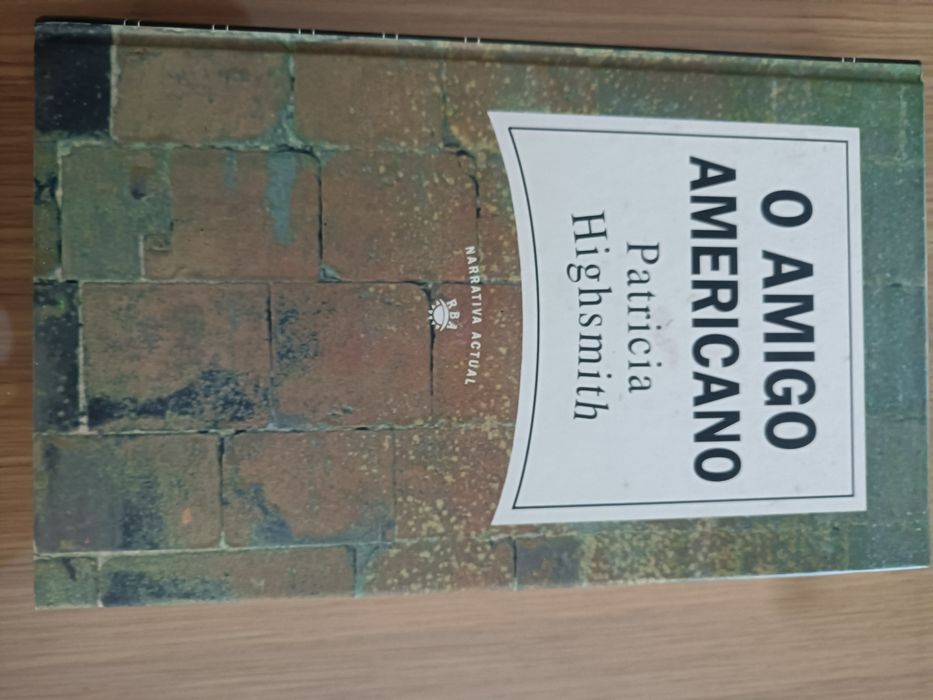 O AMIGO
AMERICANO
Patricia
Highsmith
NARRATIVA ACTUAL
RBA